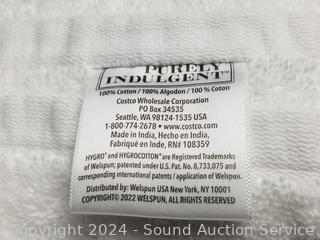 PURELY
INDULGENT™
100% Cotton / 100% Algodon / 100 % Coton
Costco Wholesale Corporation
PO Box 34535
Seattle, WA 98124-1535 USA
1-800-774-2678 • www.costco.com
Made in India, Hecho en India,
Fabriqué en Inde, RN# 108359
HYGRO® and HYGROCOTTON® are Registered Trademarks
of Welspun; patented under U.S. Pat. No. 8,733,075 and
corresponding international patents / application of Welspun.
Distributed by: Welspun USA New York, NY 10001
COPYRIGHT© 2022 WELSPUN, ALL RIGHTS RESERVED
Copyright 2024 - Sound Auction Service